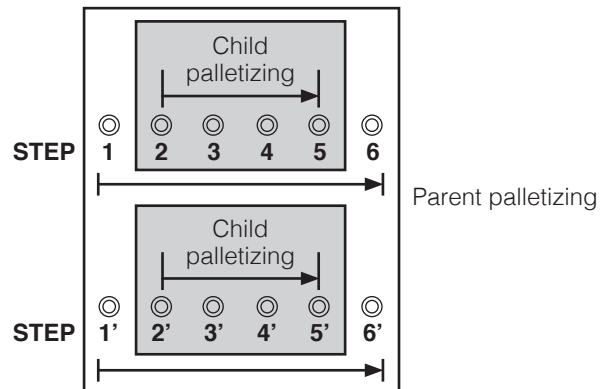 Child
palletizing
STEP 1 2 3 4 5 6
Parent palletizing
Child
palletizing
STEP 1’ 2’ 3’ 4’ 5’ 6’